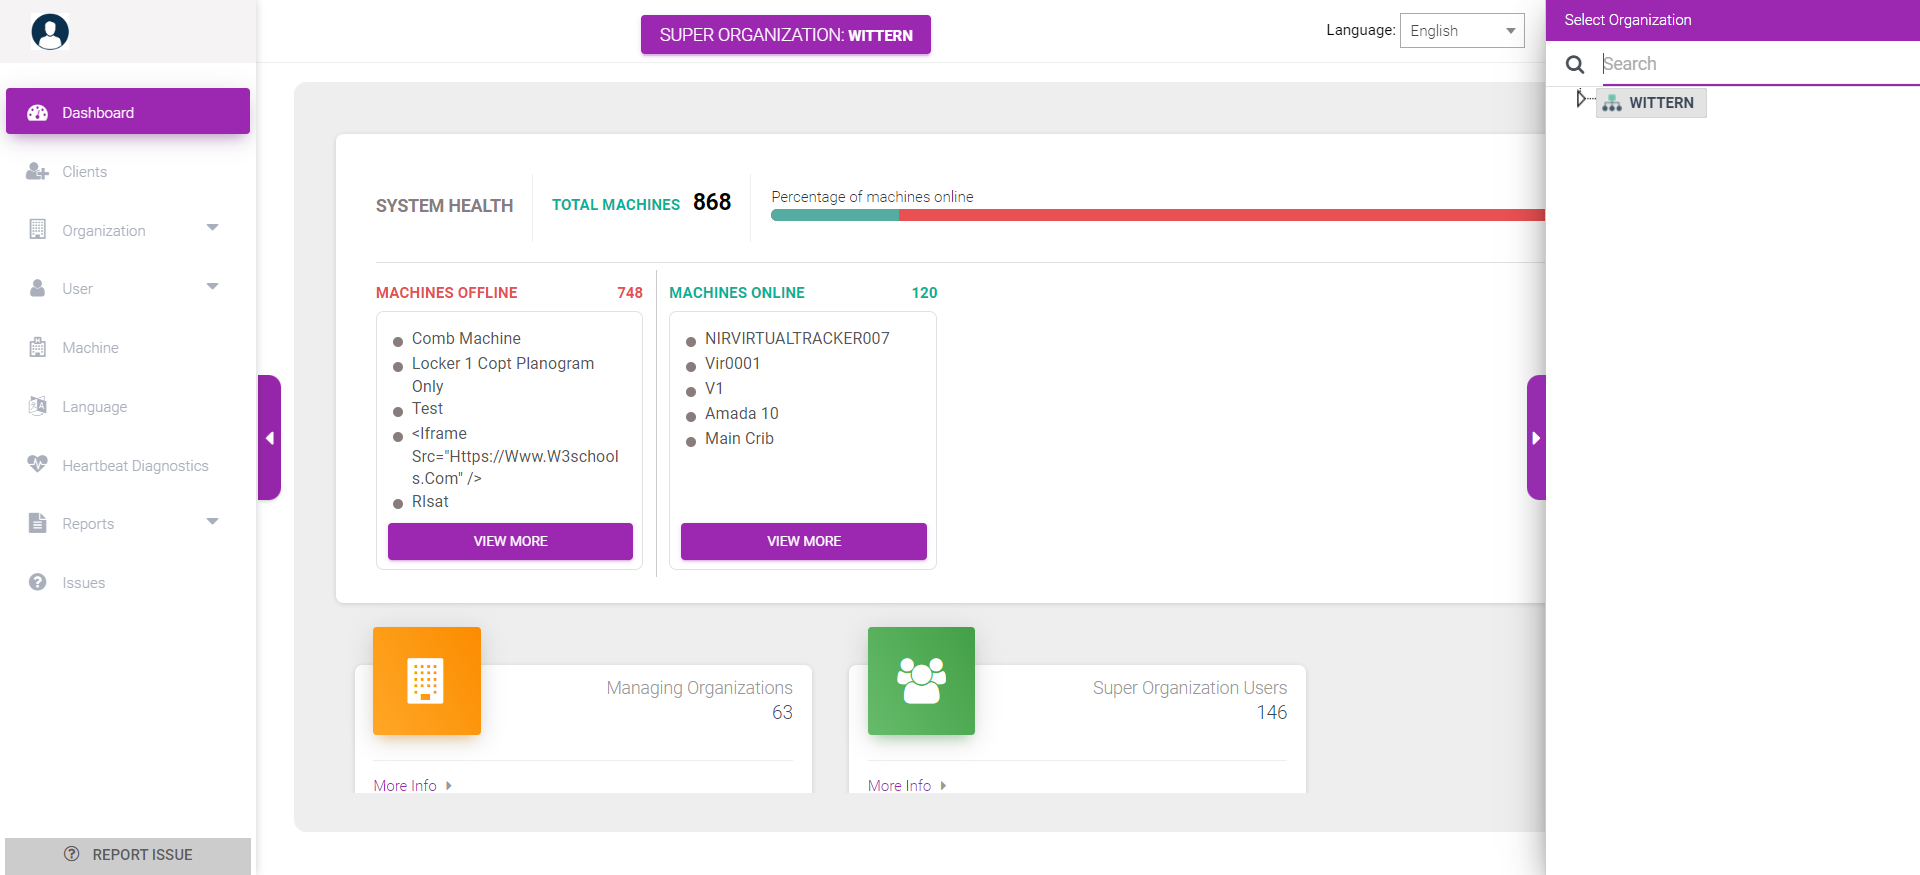 SUPER ORGANIZATION: WITTERN
Language: English
Select Organization
Search
WITTERN
Dashboard
Clients
Organization
User
Machine
Language
Heartbeat Diagnostics
Reports
Issues
REPORT ISSUE
SYSTEM HEALTH
TOTAL MACHINES 868
Percentage of machines online
MACHINES OFFLINE 748
Comb Machine
Locker 1 Copt Planogram
Only
Test
<Iframe
Src="Https://Www.W3school
s.Com" />
RIsat
VIEW MORE
MACHINES ONLINE 120
NIRVIRTUALTRACKER007
Vir0001
V1
Amada 10
Main Crib
VIEW MORE
Managing Organizations
63
More Info
Super Organization Users
146
More Info